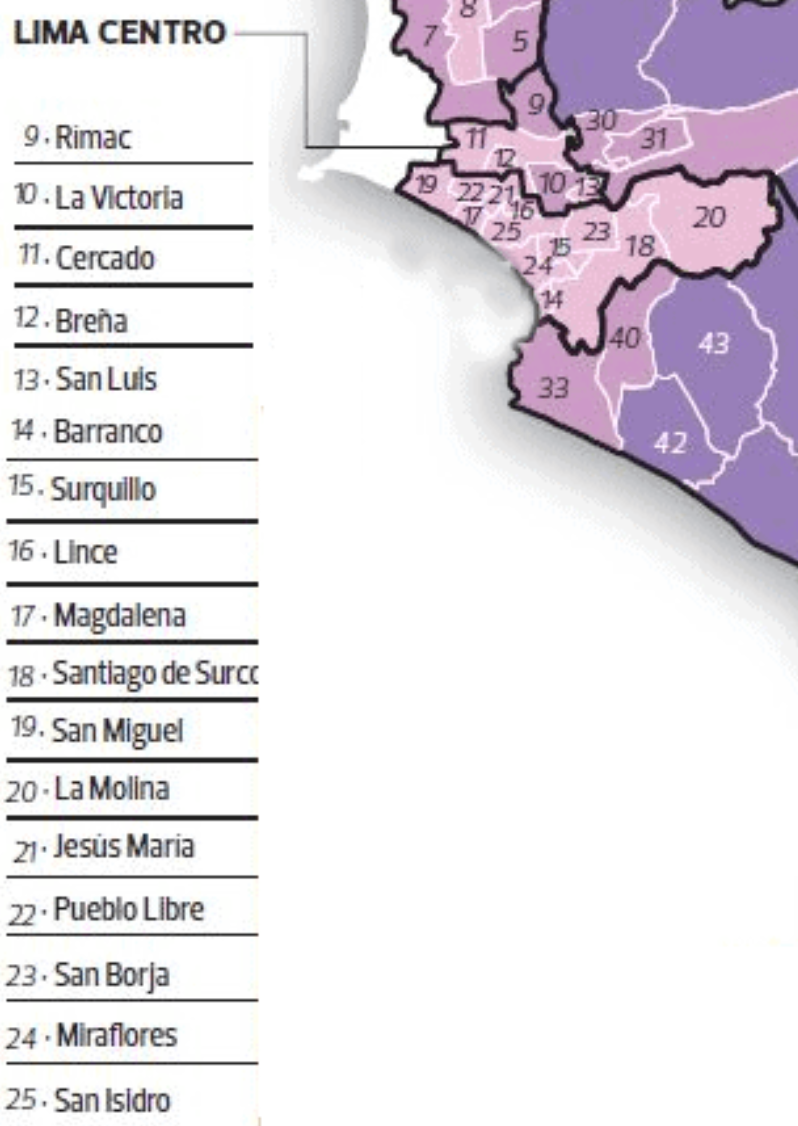 LIMA CENTRO
9 · Rimac
10 . La Victoria
11 . Cercado
12 . Breña
13 · San Luis
14 . Barranco
15 . Surquillo
16 . Lince
17 · Magdalena
18 · Santiago de Surco
19 . San Miguel
20 · La Molina
21 · Jesús María
22 · Pueblo Libre
23 · San Borja
24 · Miraflores
25 · San Isidro
8
7
5
9
30
11
31
12
19
22
21
10
13
17
16
20
25
23
15
18
24
14
40
43
33
42